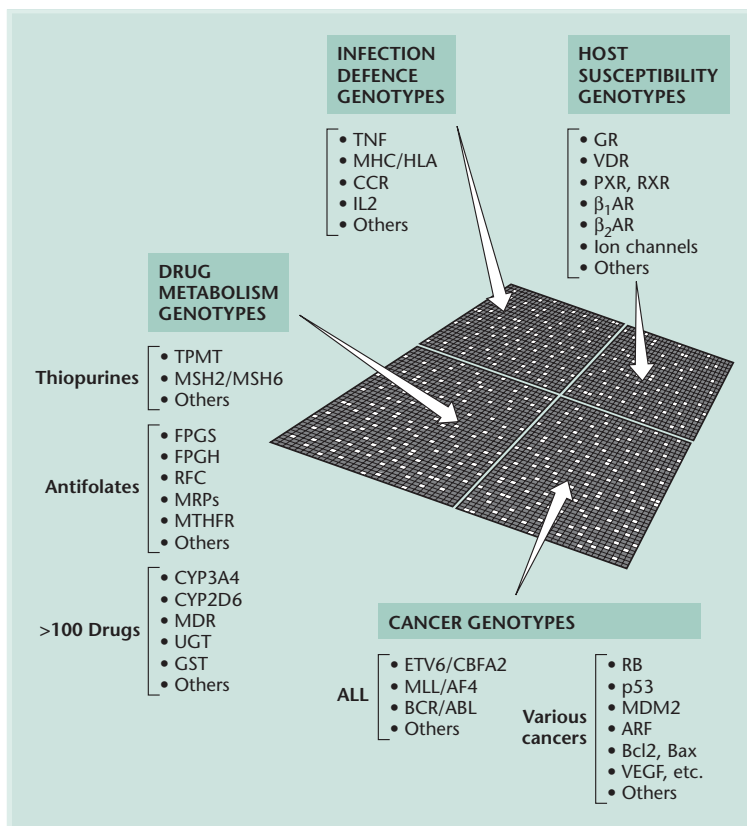 INFECTION
DEFENCE
GENOTYPES
• TNF
• MHC/HLA
• CCR
• IL2
• Others
HOST
SUSCEPTIBILITY
GENOTYPES
• GR
• VDR
• PXR, RXR
• β₁AR
• β₂AR
• Ion channels
• Others
DRUG
METABOLISM
GENOTYPES
Thiopurines
• TPMT
• MSH2/MSH6
• Others
Antifolates
• FPGS
• FPGH
• RFC
• MRPs
• MTHFR
• Others
>100 Drugs
• CYP3A4
• CYP2D6
• MDR
• UGT
• GST
• Others
CANCER GENOTYPES
ALL
• ETV6/CBFA2
• MLL/AF4
• BCR/ABL
• Others
Various
cancers
• RB
• p53
• MDM2
• ARF
• Bcl2, Bax
• VEGF, etc.
• Others